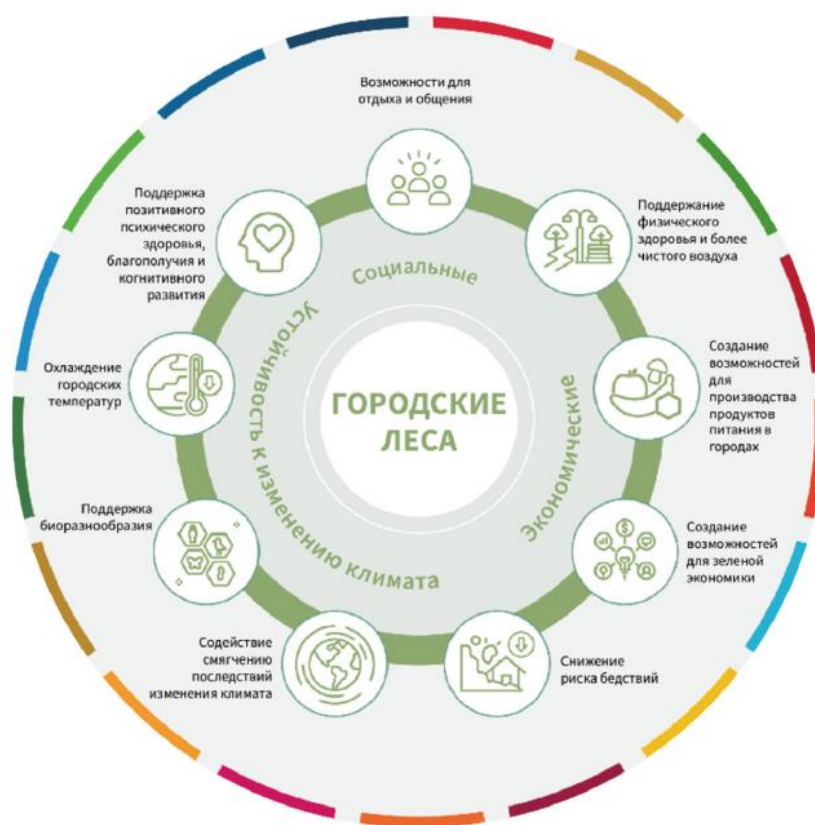 Возможности для
отдыха и общения
Поддержка
позитивного
психического
здоровья,
благополучия и
когнитивного
развития
Поддержание
физического
здоровья и более
чистого воздуха
Социальные
Устойчивость к изменению климата
Экономические
ГОРОДСКИЕ
ЛЕСА
Охлаждение
городских
температур
Создание
возможностей
для
производства
продуктов
питания в
городах
Поддержка
биоразнообразия
Создание
возможностей
для зеленой
экономики
Содействие
смягчению
последствий
изменения климата
Снижение
риска бедствий